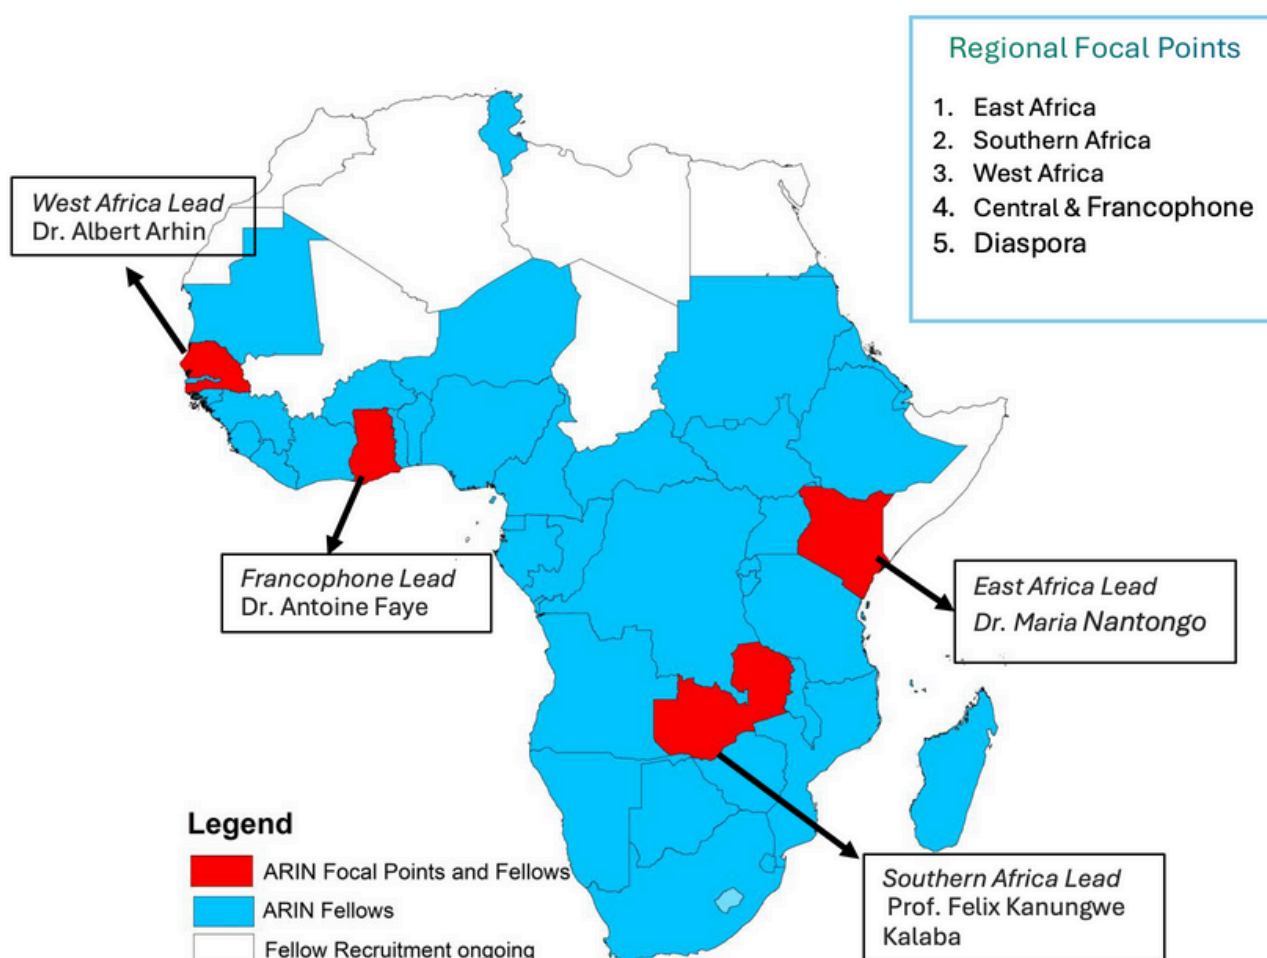 Regional Focal Points
1. East Africa
2. Southern Africa
3. West Africa
4. Central & Francophone
5. Diaspora
West Africa Lead
Dr. Albert Arhin
Francophone Lead
Dr. Antoine Faye
East Africa Lead
Dr. Maria Nantongo
Southern Africa Lead
Prof. Felix Kanungwe
Kalaba
Legend
ARIN Focal Points and Fellows
ARIN Fellows
Fellow Recruitment ongoing